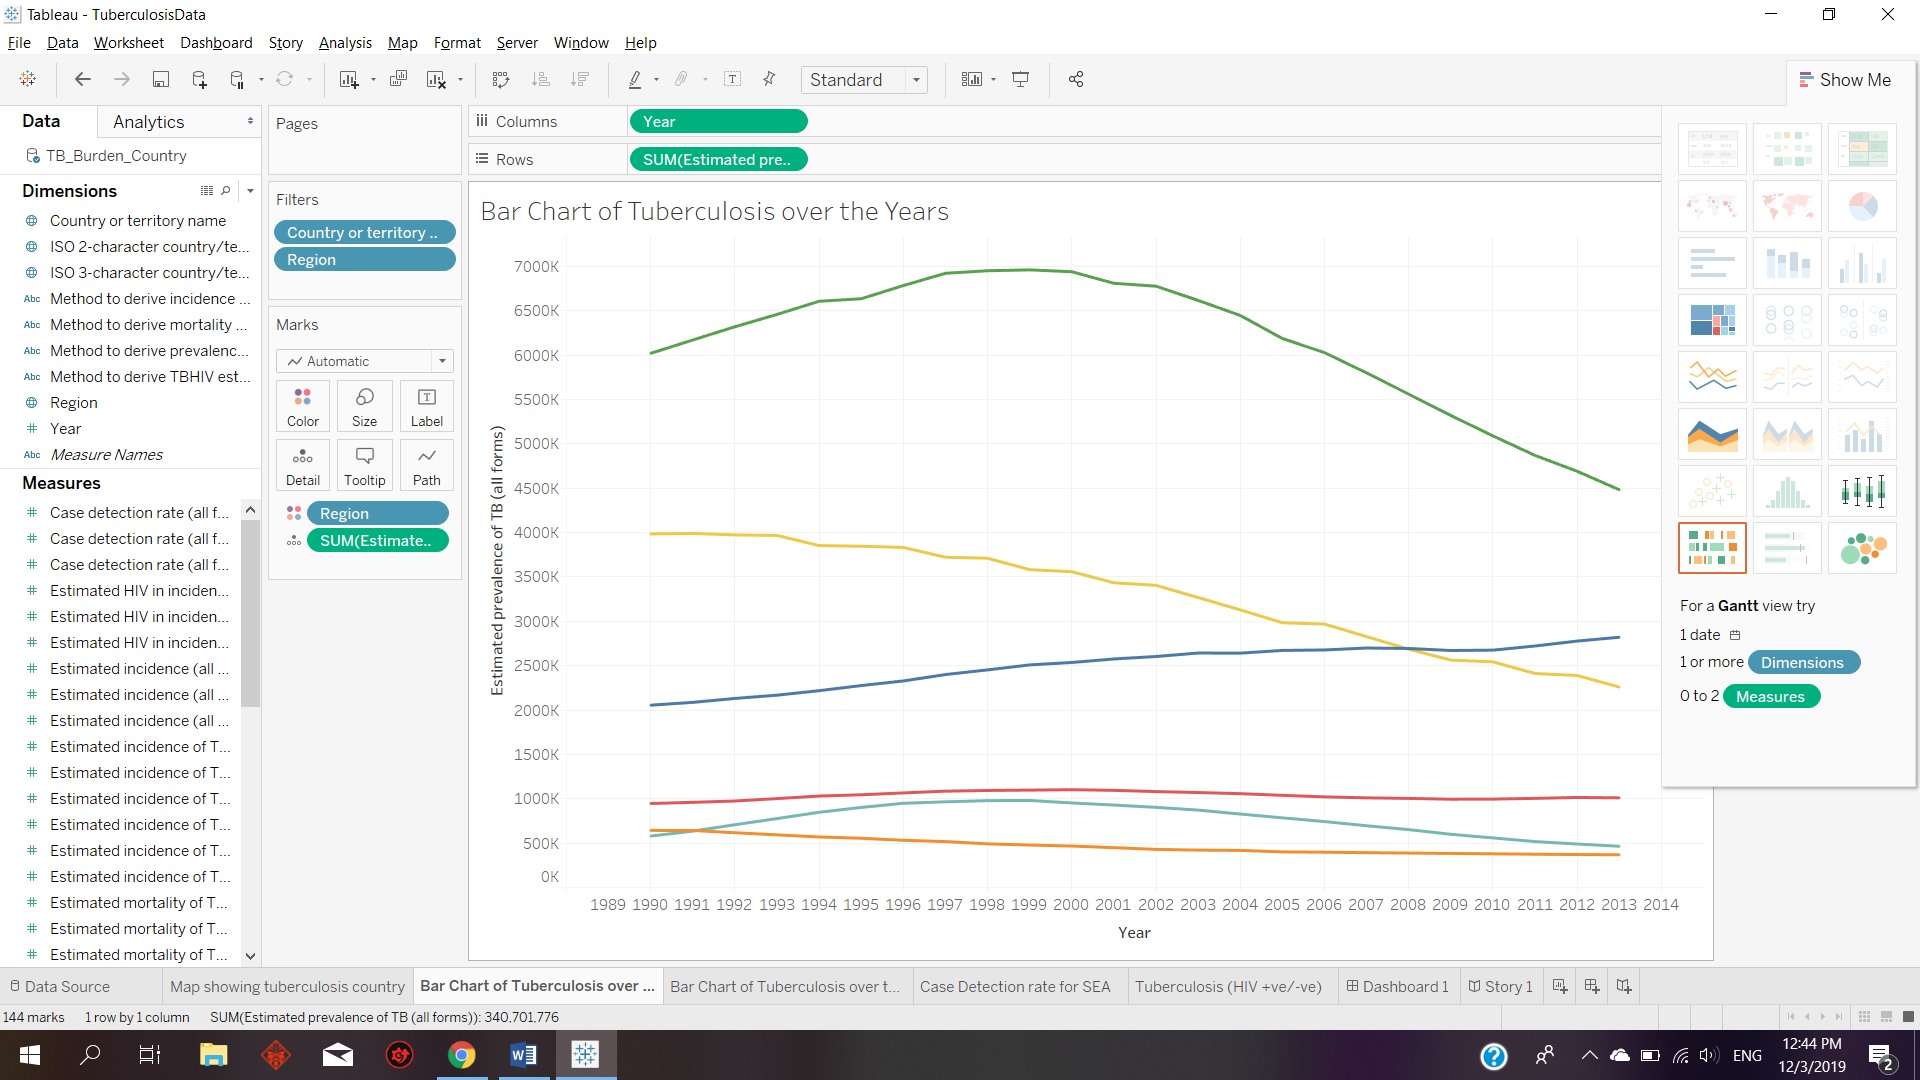 Tableau - TuberculosisData
File Data Worksheet Dashboard Story Analysis Map Format Server Window Help
Standard
Show Me
Data Analytics
TB_Burden_Country
Dimensions
Country or territory name
ISO 2-character country/te...
ISO 3-character country/te...
Abc Method to derive incidence ...
Abc Method to derive mortality ...
Abc Method to derive prevalenc...
Abc Method to derive TBHIV est...
Region
# Year
Abc Measure Names
Measures
# Case detection rate (all f...
# Case detection rate (all f...
# Case detection rate (all f...
# Estimated HIV in inciden...
# Estimated HIV in inciden...
# Estimated HIV in inciden...
# Estimated incidence (all ...
# Estimated incidence (all ...
# Estimated incidence (all ...
# Estimated incidence of T...
# Estimated incidence of T...
# Estimated incidence of T...
# Estimated incidence of T...
# Estimated incidence of T...
# Estimated incidence of T...
# Estimated mortality of T...
# Estimated mortality of T...
# Estimated mortality of T...
Pages
Filters
Country or territory ..
Region
Marks
Automatic
Color Size Label
Detail Tooltip Path
Region
SUM(Estimate..
Columns Year
Rows SUM(Estimated pre..
Bar Chart of Tuberculosis over the Years
Estimated prevalence of TB (all forms)
7000K
6500K
6000K
5500K
5000K
4500K
4000K
3500K
3000K
2500K
2000K
1500K
1000K
500K
0K
1989 1990 1991 1992 1993 1994 1995 1996 1997 1998 1999 2000 2001 2002 2003 2004 2005 2006 2007 2008 2009 2010 2011 2012 2013 2014
Year
For a Gantt view try
1 date
1 or more Dimensions
0 to 2 Measures
Data Source Map showing tuberculosis country Bar Chart of Tuberculosis over ... Bar Chart of Tuberculosis over t... Case Detection rate for SEA Tuberculosis (HIV +ve/-ve) Dashboard 1 Story 1
144 marks 1 row by 1 column SUM(Estimated prevalence of TB (all forms)): 340,701,776
ENG
12:44 PM
12/3/2019
2